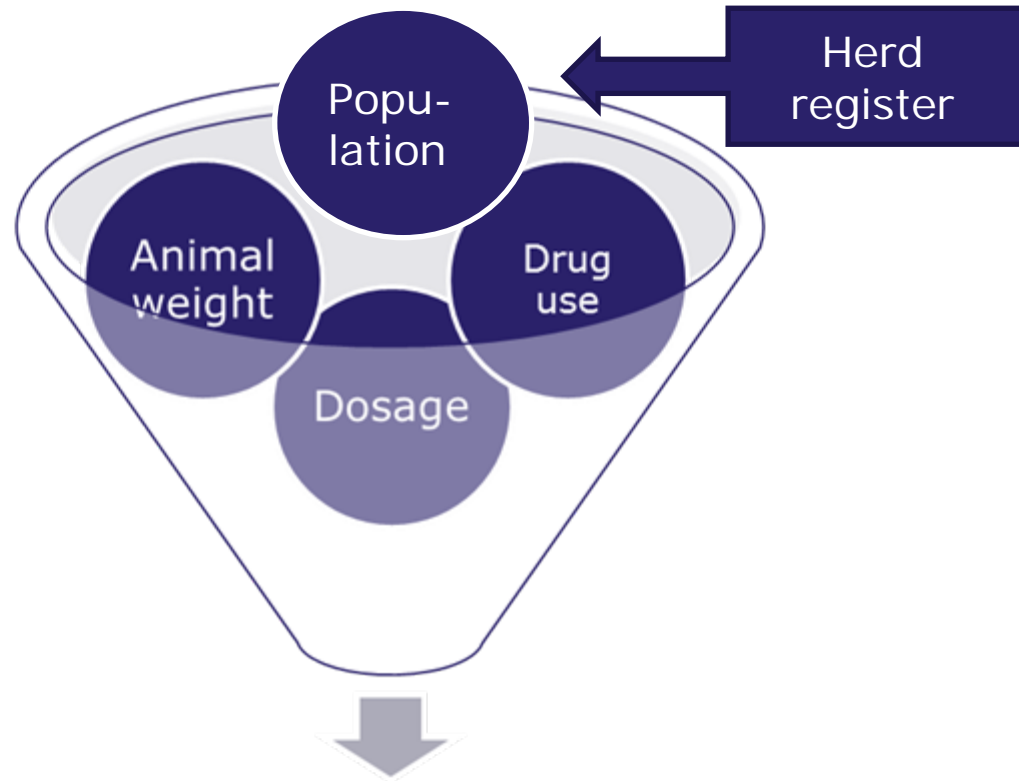 Popu-
lation
Herd
register
Animal
weight
Drug
use
Dosage